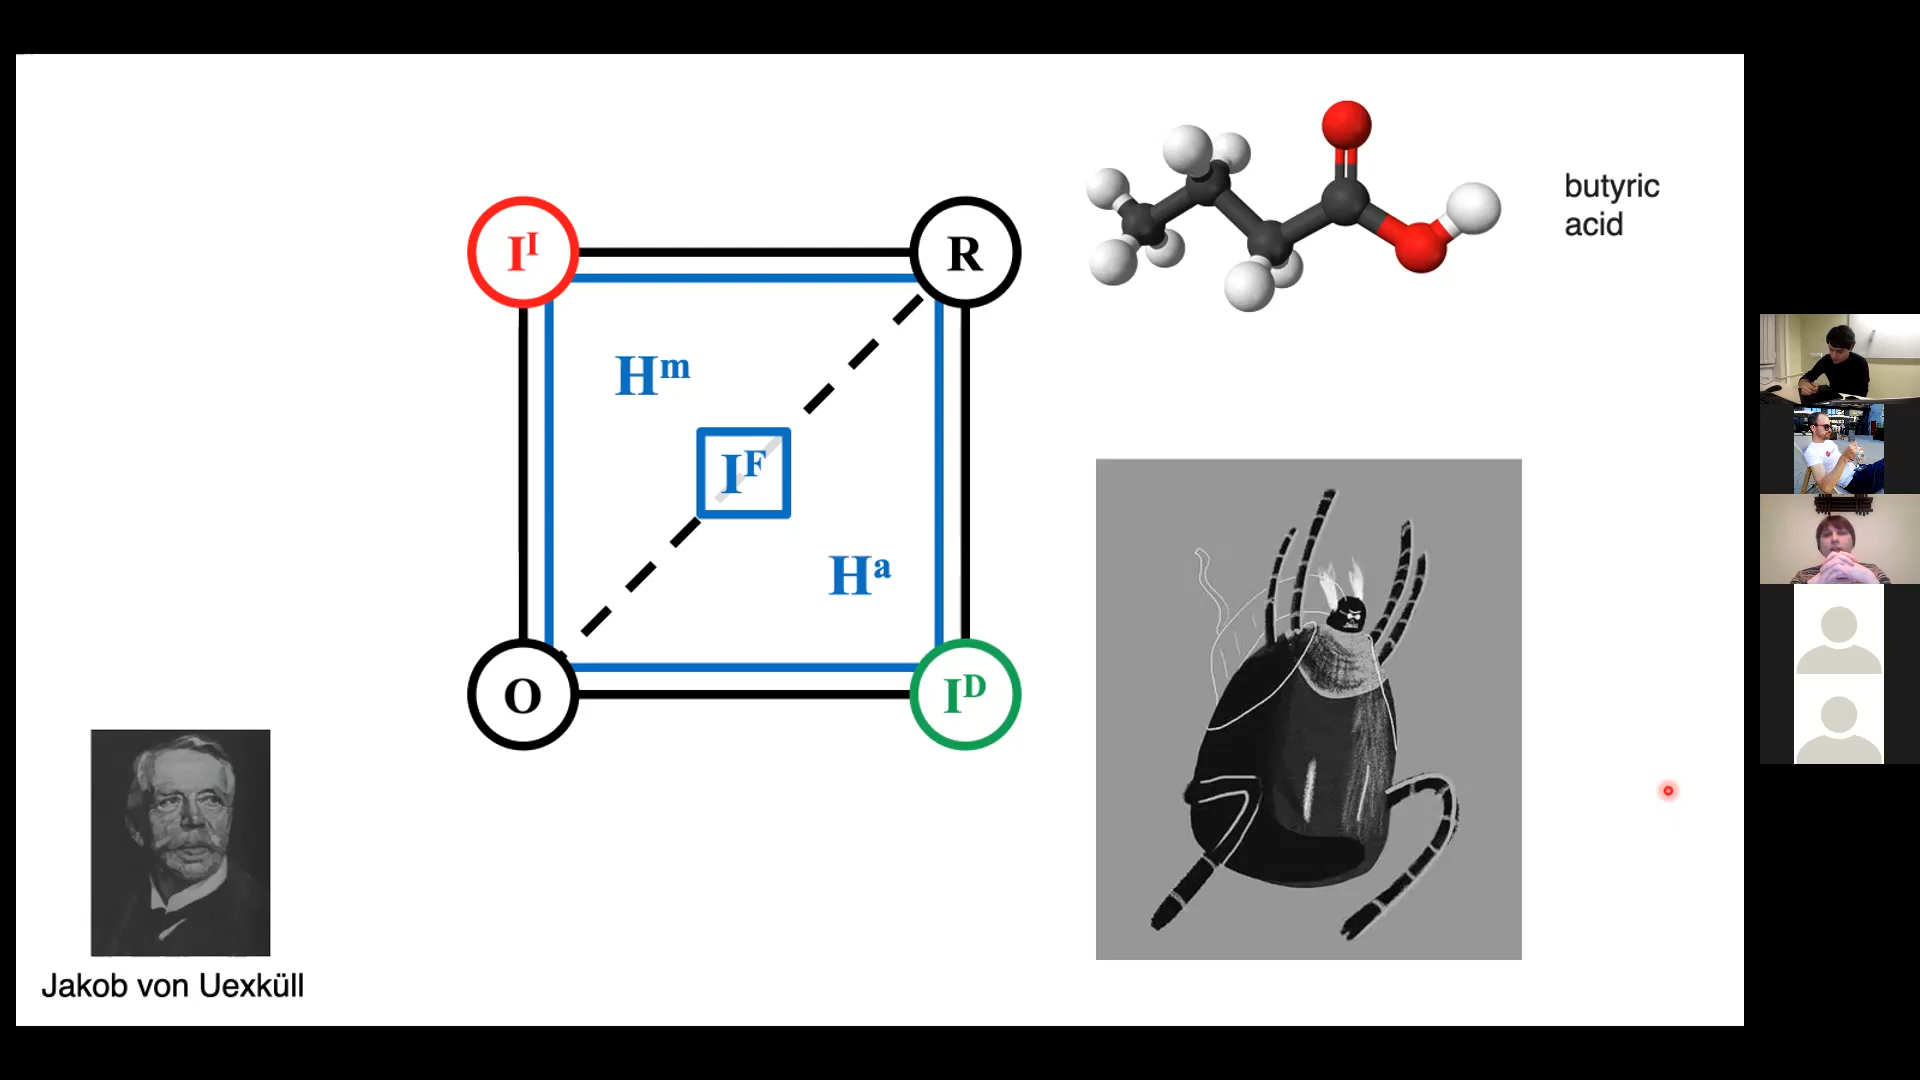 butyric
acid
Iᴵ
R
Hᵐ
Iꟳ
Hᵃ
O
Iᴰ
Jakob von Uexküll